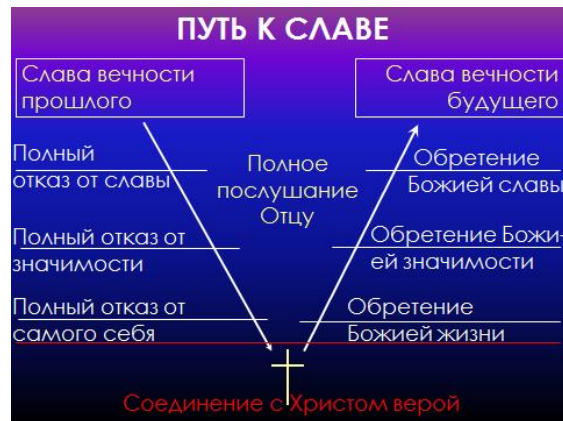 ПУТЬ К СЛАВЕ
Слава вечности
прошлого
Слава вечности
будущего
Полный
отказ от славы
Полное
послушание
Отцу
Обретение
Божией славы
Полный отказ от
значимости
Обретение Божи-
ей значимости
Полный отказ от
самого себя
Обретение
Божией жизни
Соединение с Христом верой